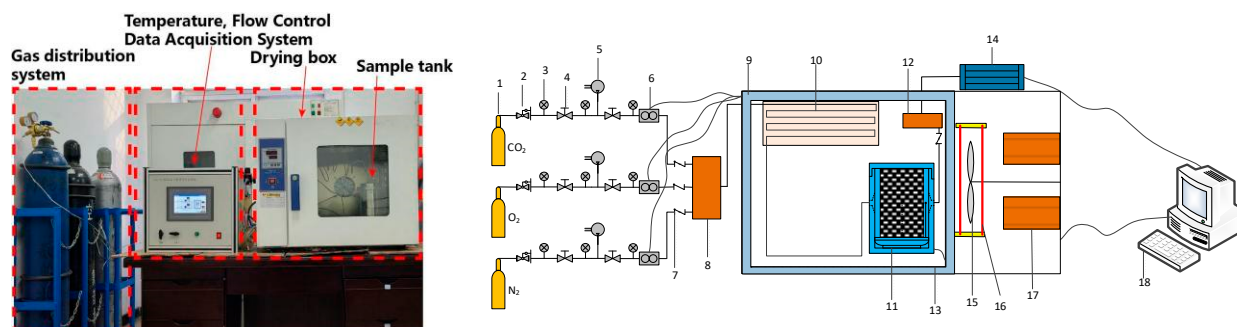 Temperature, Flow Control
Data Acquisition System
Gas distribution
system
Drying box
Sample tank
1
2
3
4
5
6
7
8
9
10
11
12
13
14
15
16
17
18
CO₂
O₂
N₂